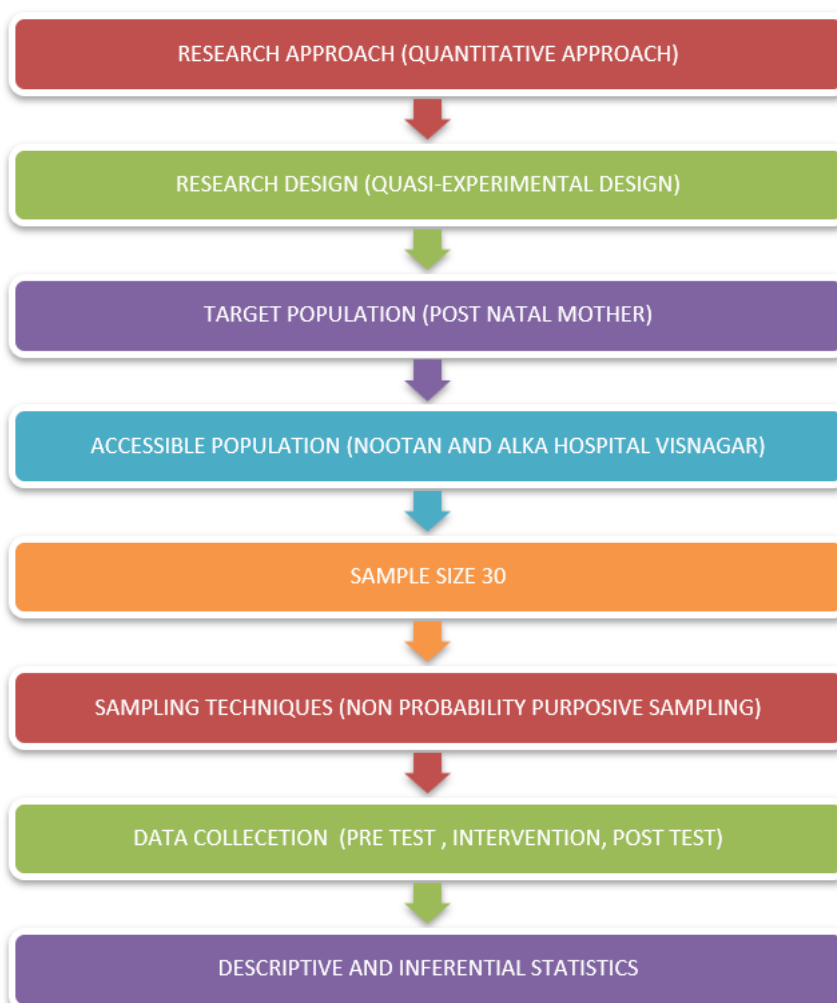 RESEARCH APPROACH (QUANTITATIVE APPROACH)
RESEARCH DESIGN (QUASI-EXPERIMENTAL DESIGN)
TARGET POPULATION (POST NATAL MOTHER)
ACCESSIBLE POPULATION (NOOTAN AND ALKA HOSPITAL VISNAGAR)
SAMPLE SIZE 30
SAMPLING TECHNIQUES (NON PROBABILITY PURPOSIVE SAMPLING)
DATA COLLECETION (PRE TEST , INTERVENTION, POST TEST)
DESCRIPTIVE AND INFERENTIAL STATISTICS